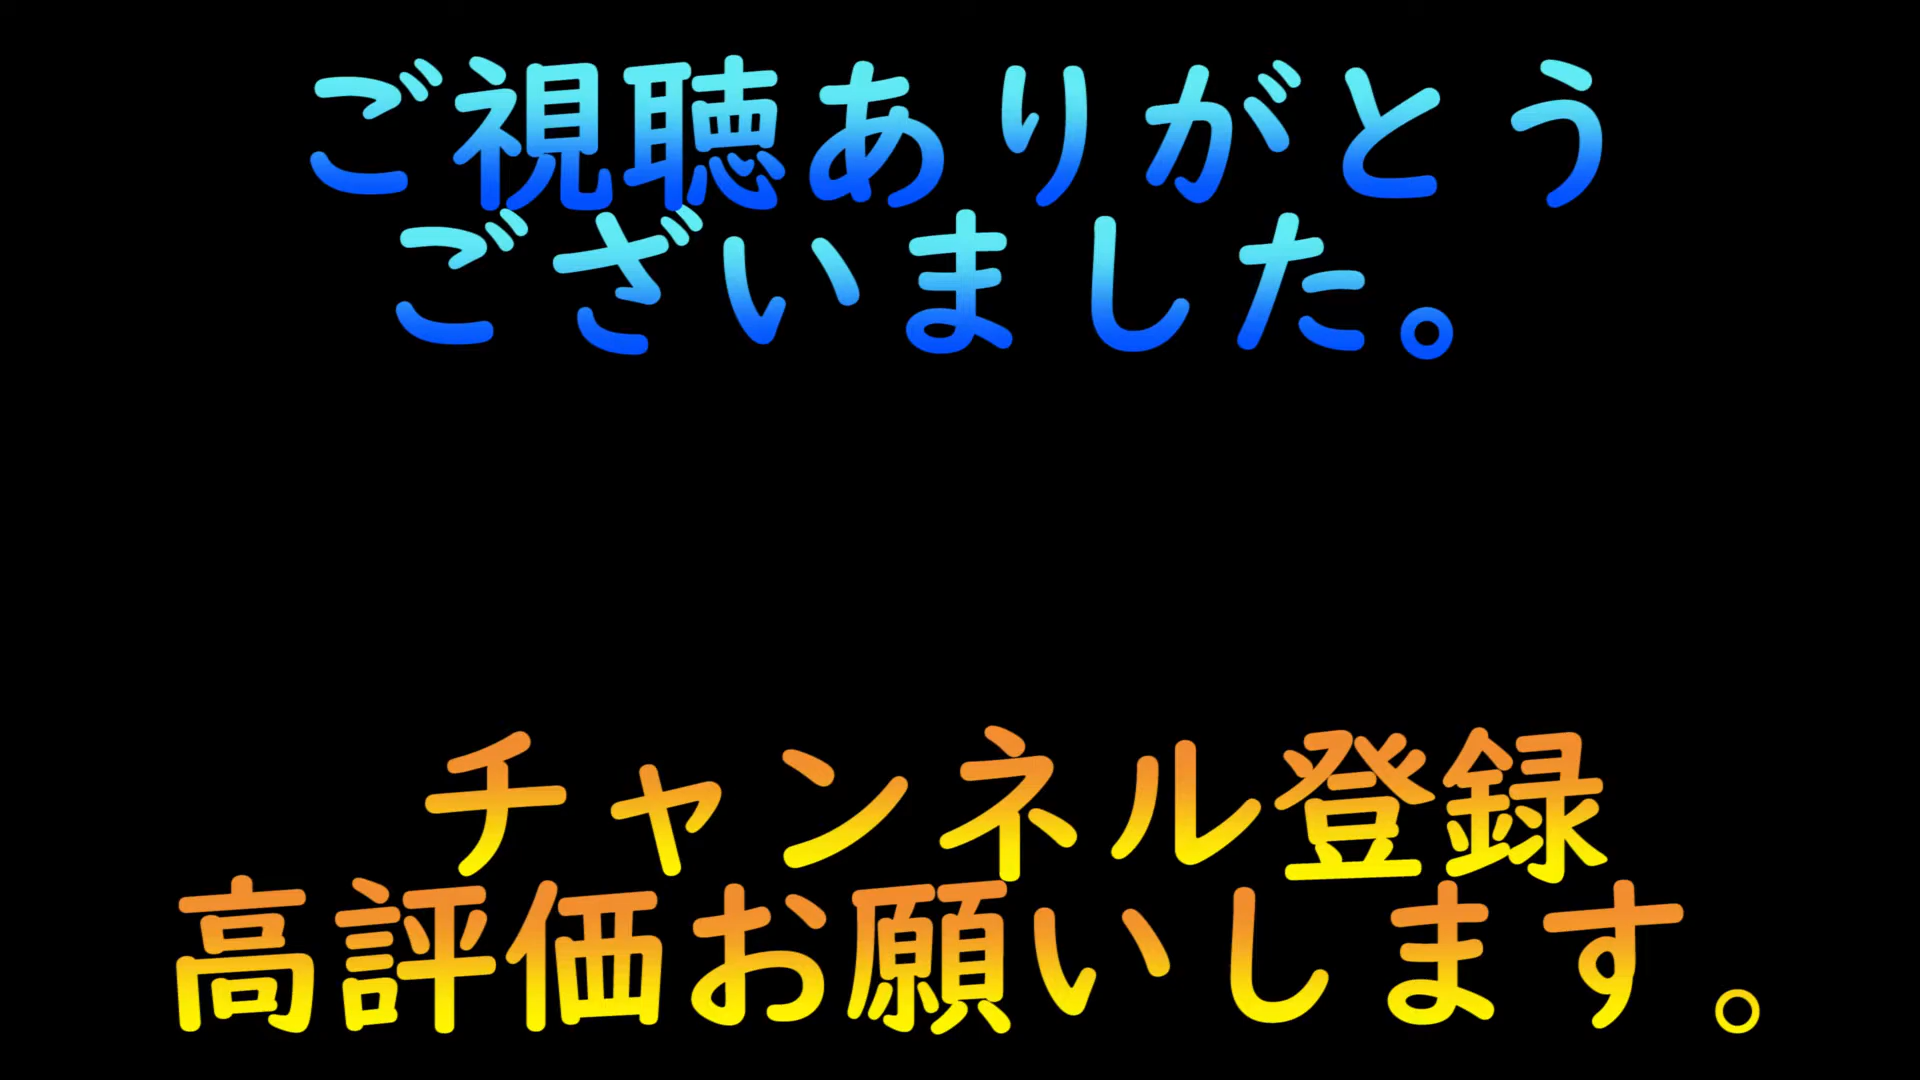 ご視聴ありがとう
ございました。
チャンネル登録
高評価お願いします。